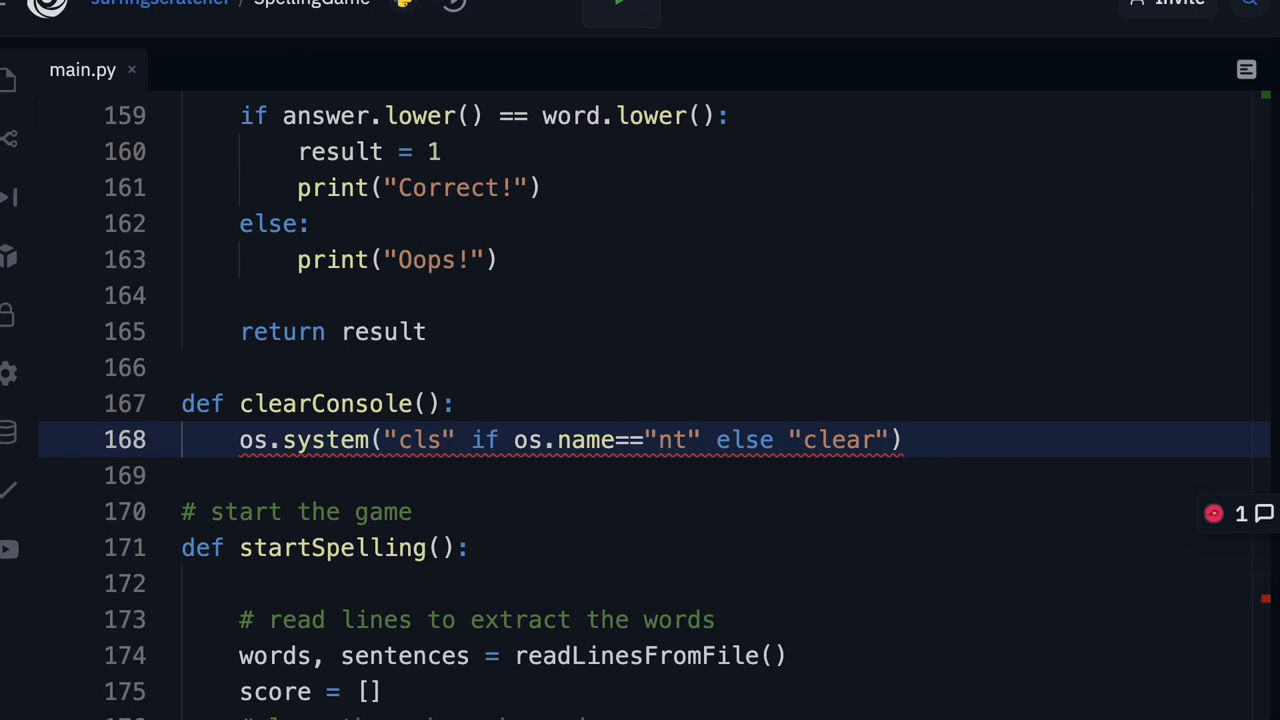 surfingscratcher / SpellingGame
Invite
main.py ×
159 if answer.lower() == word.lower():
160 result = 1
161 print("Correct!")
162 else:
163 print("Oops!")
164
165 return result
166
167 def clearConsole():
168 os.system("cls" if os.name=="nt" else "clear")
169
170 # start the game
171 def startSpelling():
172
173 # read lines to extract the words
174 words, sentences = readLinesFromFile()
175 score = []
1